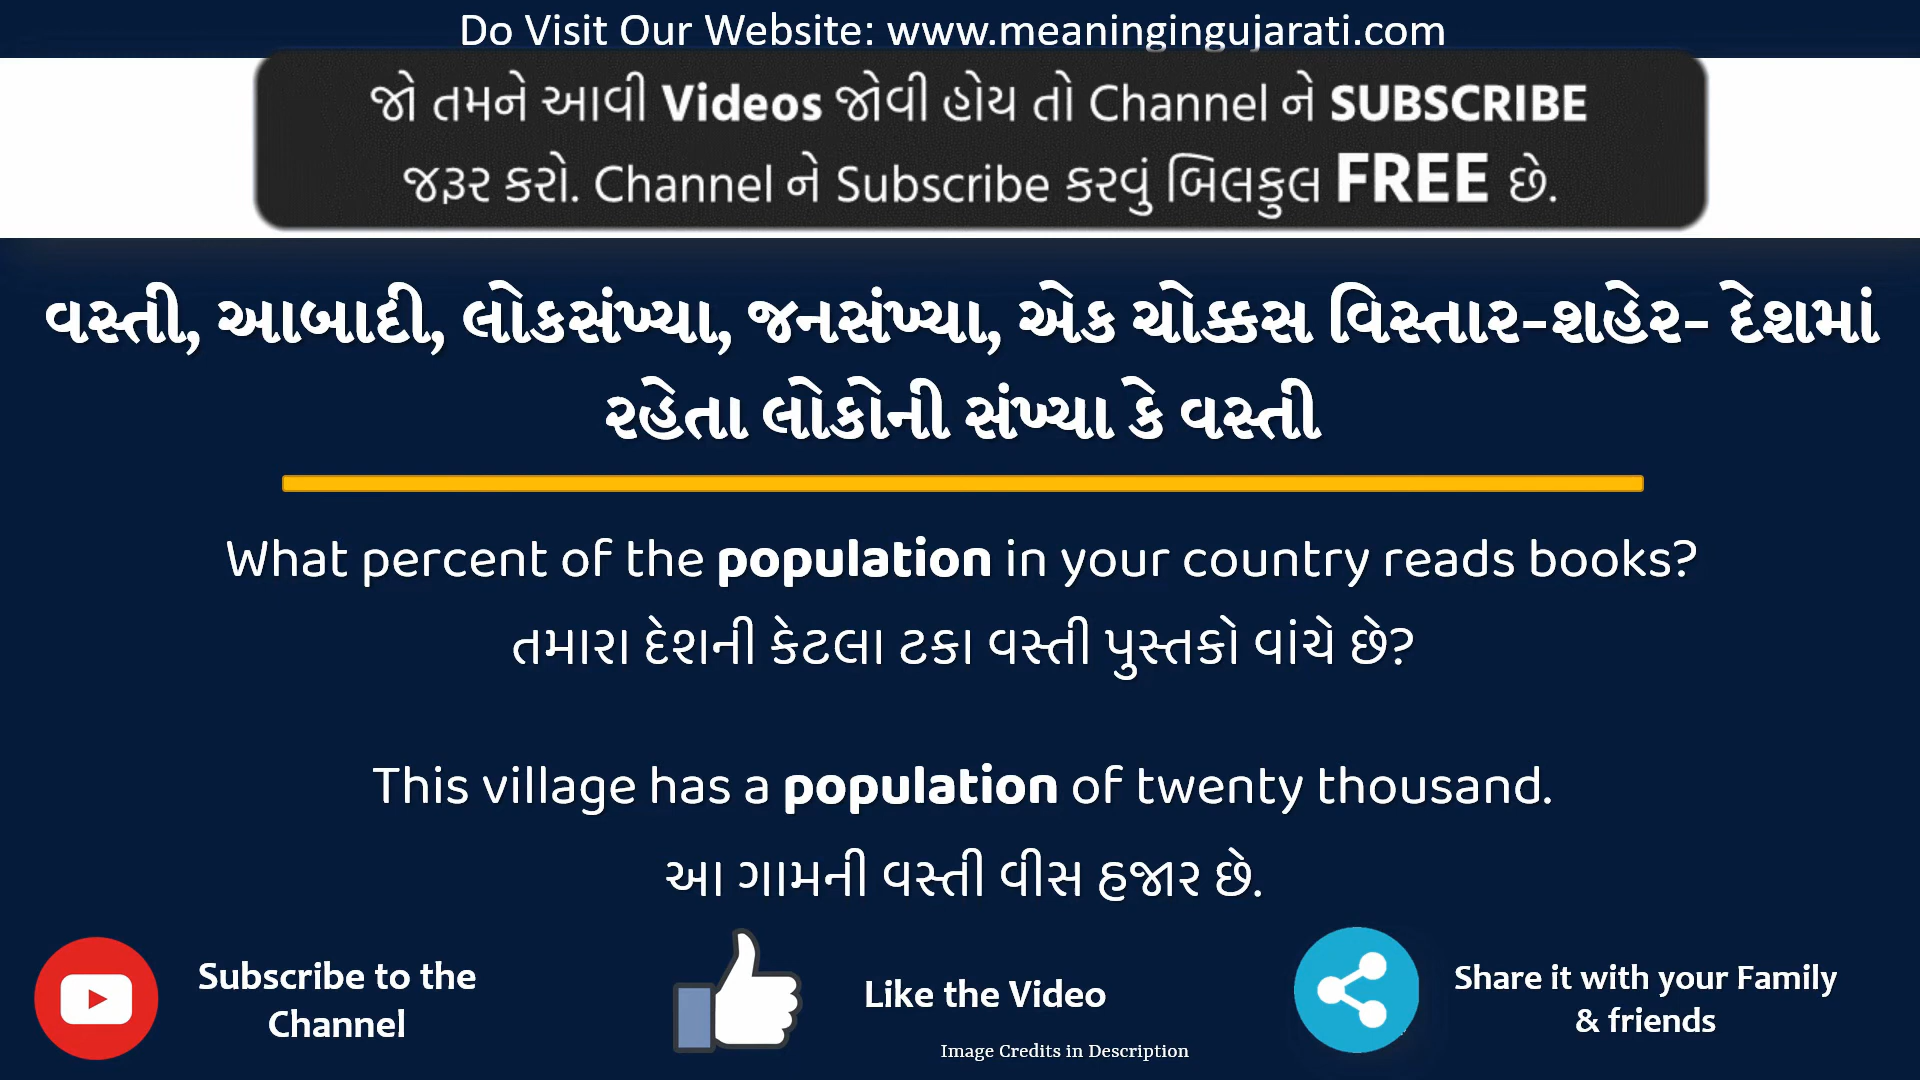 Do Visit Our Website: www.meaningingujarati.com
જો તમને આવી Videos જોવી હોય તો Channel ને SUBSCRIBE
જરૂર કરો. Channel ને Subscribe કરવું બિલકુલ FREE છે.
વસ્તી, આબાદી, લોકસંખ્યા, જનસંખ્યા, એક ચોક્કસ વિસ્તાર-શહેર- દેશમાં
રહેતા લોકોની સંખ્યા કે વસ્તી
What percent of the population in your country reads books?
તમારા દેશની કેટલા ટકા વસ્તી પુસ્તકો વાંચે છે?
This village has a population of twenty thousand.
આ ગામની વસ્તી વીસ હજાર છે.
Subscribe to the
Channel
Like the Video
Share it with your Family
& friends
Image Credits in Description